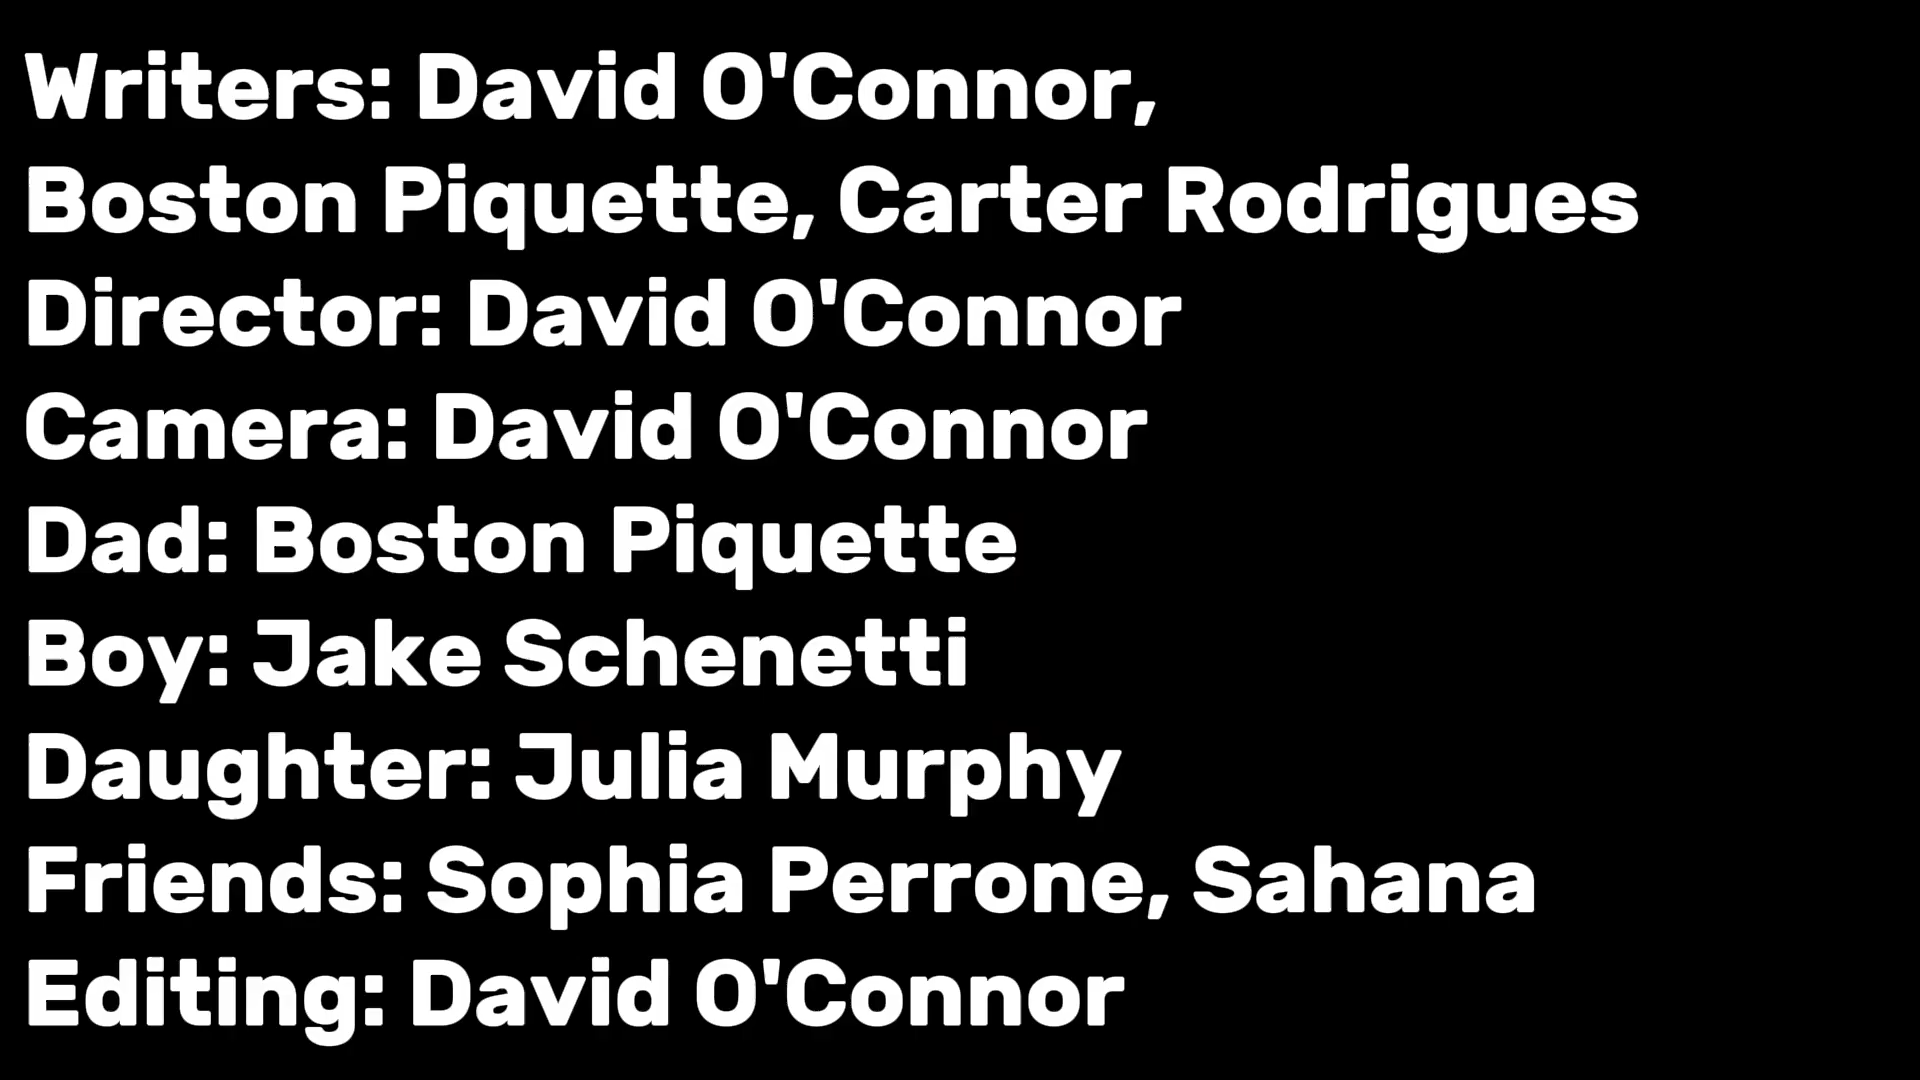 Writers: David O'Connor,
Boston Piquette, Carter Rodrigues
Director: David O'Connor
Camera: David O'Connor
Dad: Boston Piquette
Boy: Jake Schenetti
Daughter: Julia Murphy
Friends: Sophia Perrone, Sahana
Editing: David O'Connor